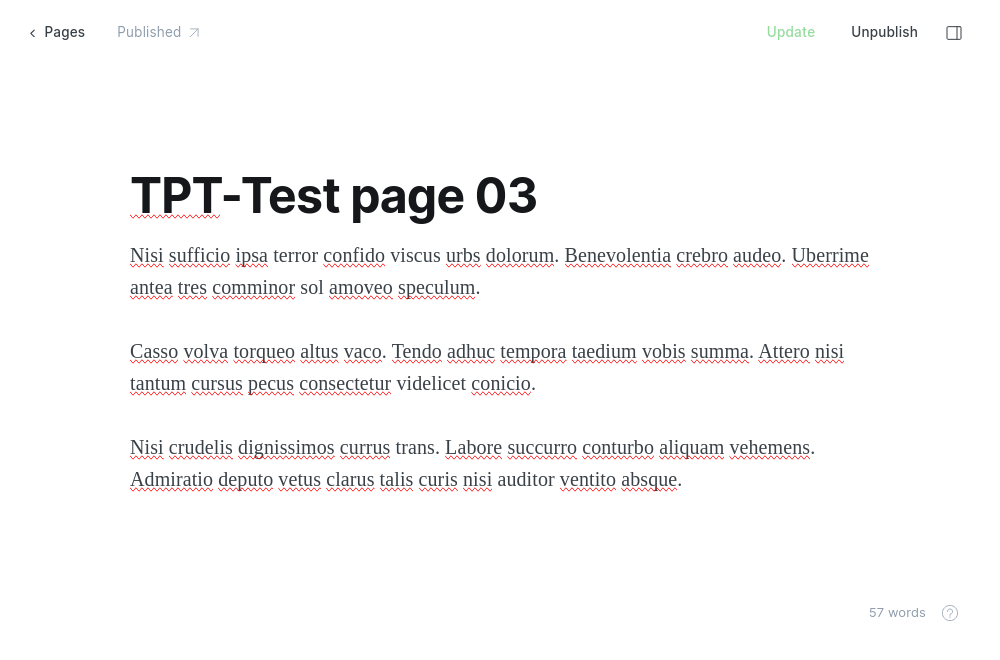 Pages
Published
Update
Unpublish
TPT-Test page 03
Nisi sufficio ipsa terror confido viscus urbs dolorum. Benevolentia crebro audeo. Uberrime
antea tres comminor sol amoveo speculum.
Casso volva torqueo altus vaco. Tendo adhuc tempora taedium vobis summa. Attero nisi
tantum cursus pecus consectetur videlicet conicio.
Nisi crudelis dignissimos currus trans. Labore succurro conturbo aliquam vehemens.
Admiratio deputo vetus clarus talis curis nisi auditor ventito absque.
57 words
?